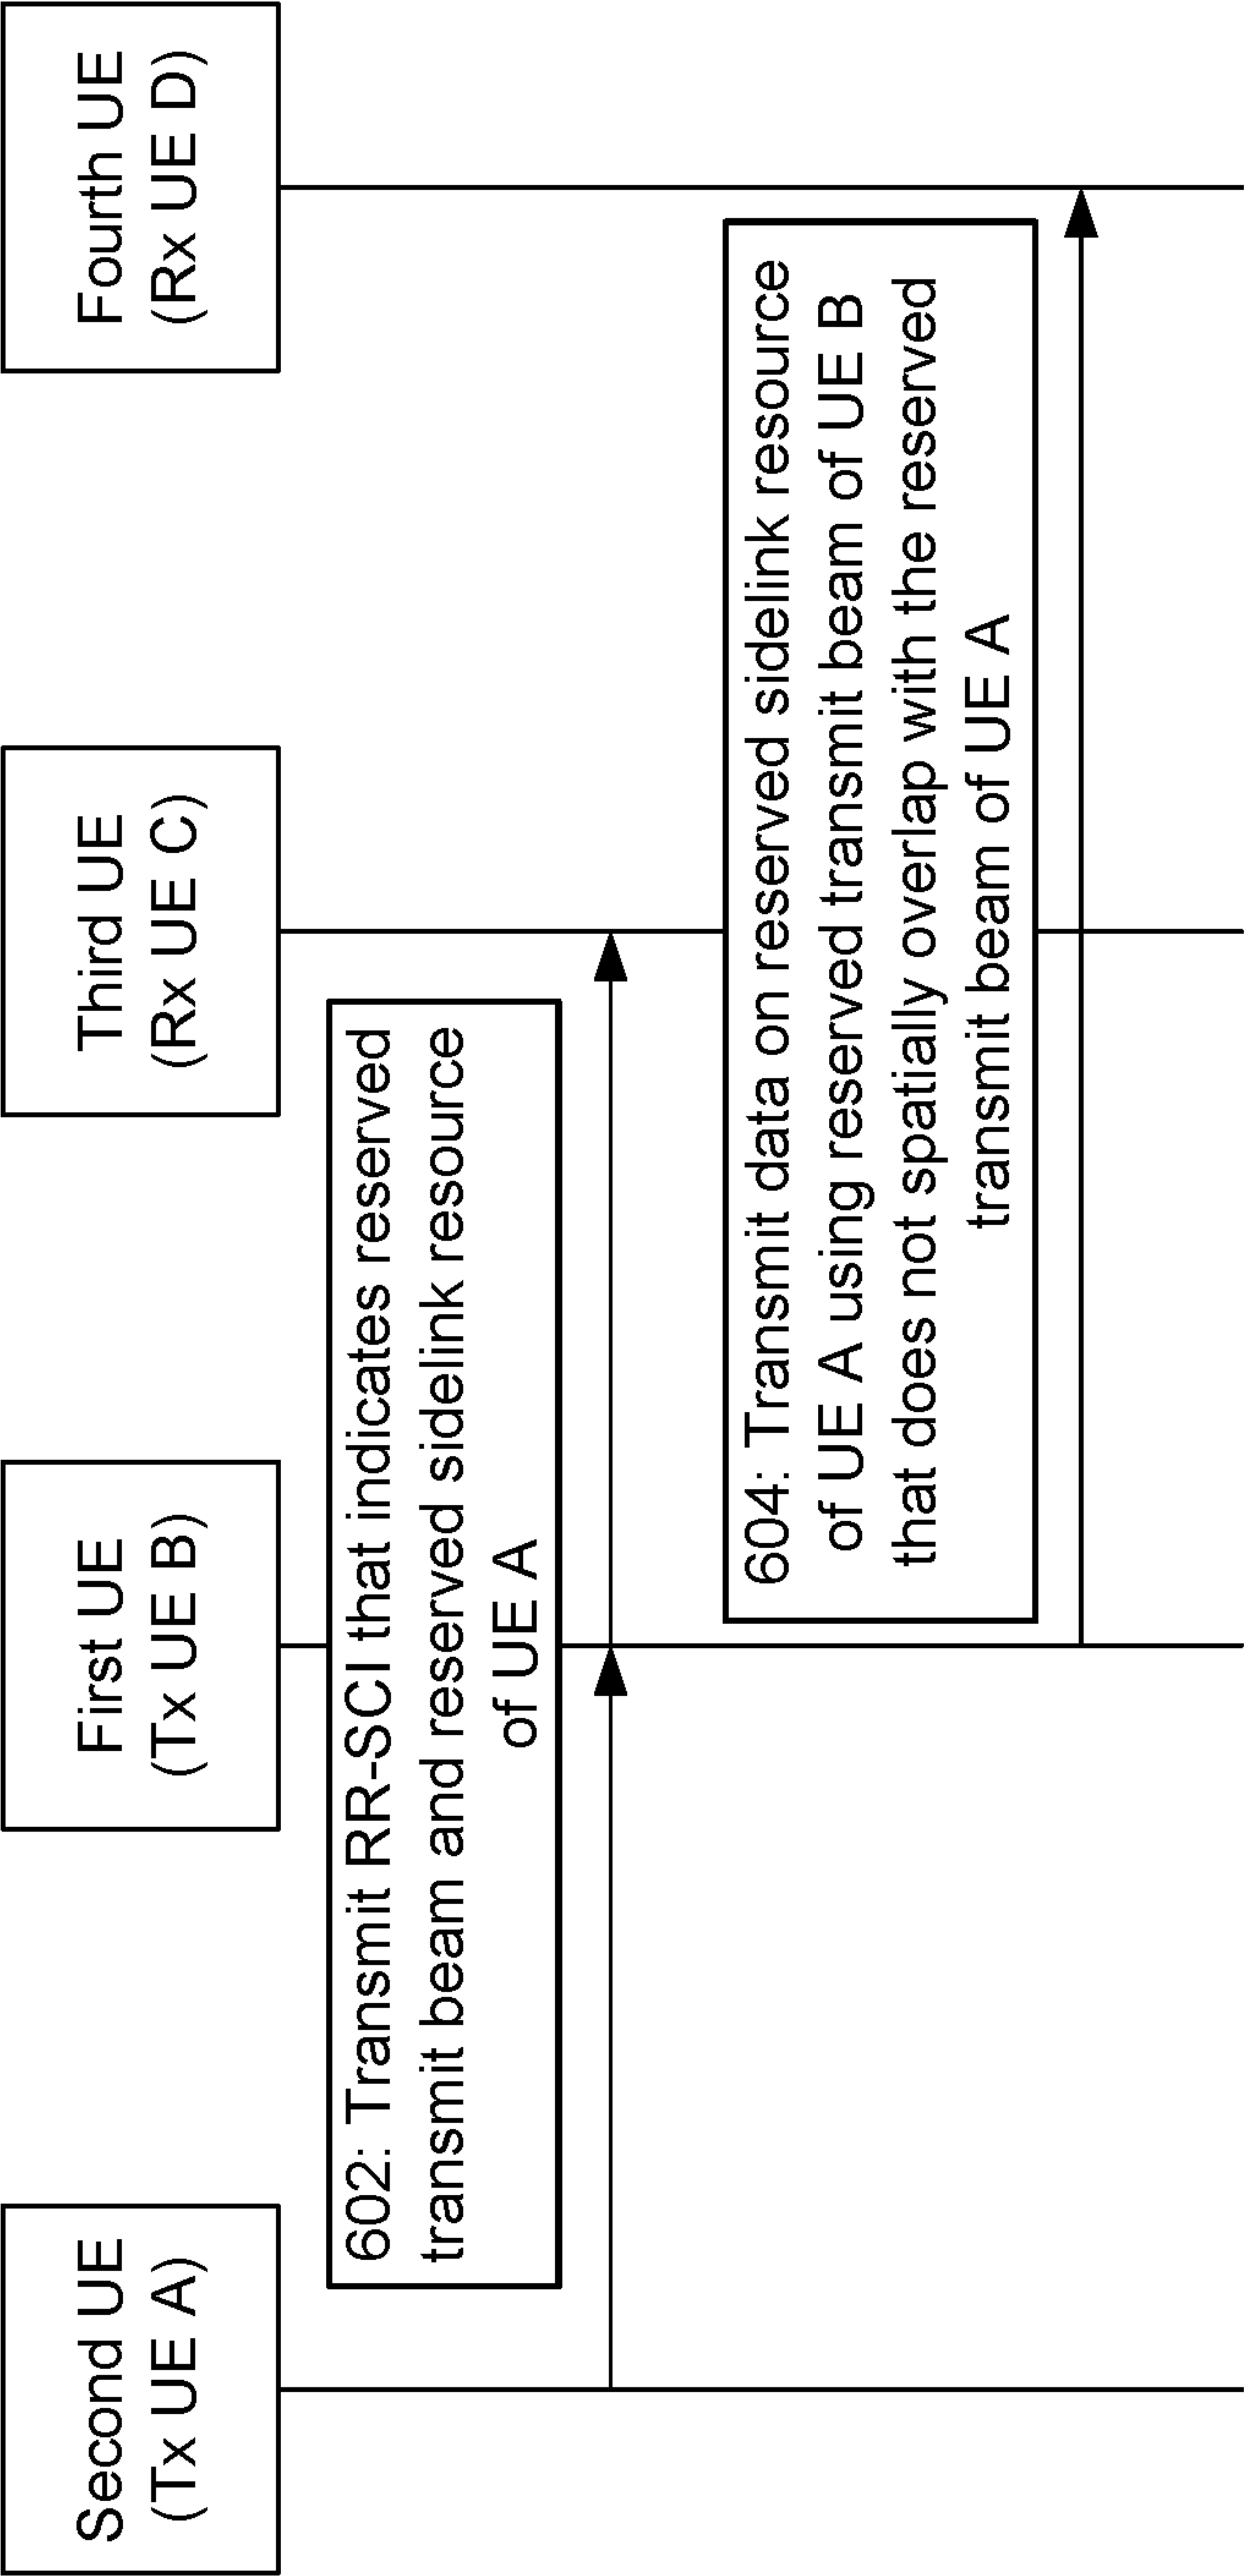 Second UE
(Tx UE A)
First UE
(Tx UE B)
Third UE
(Rx UE C)
Fourth UE
(Rx UE D)
602: Transmit RR-SCI that indicates reserved
transmit beam and reserved sidelink resource
of UE A
604: Transmit data on reserved sidelink resource
of UE A using reserved transmit beam of UE B
that does not spatially overlap with the reserved
transmit beam of UE A